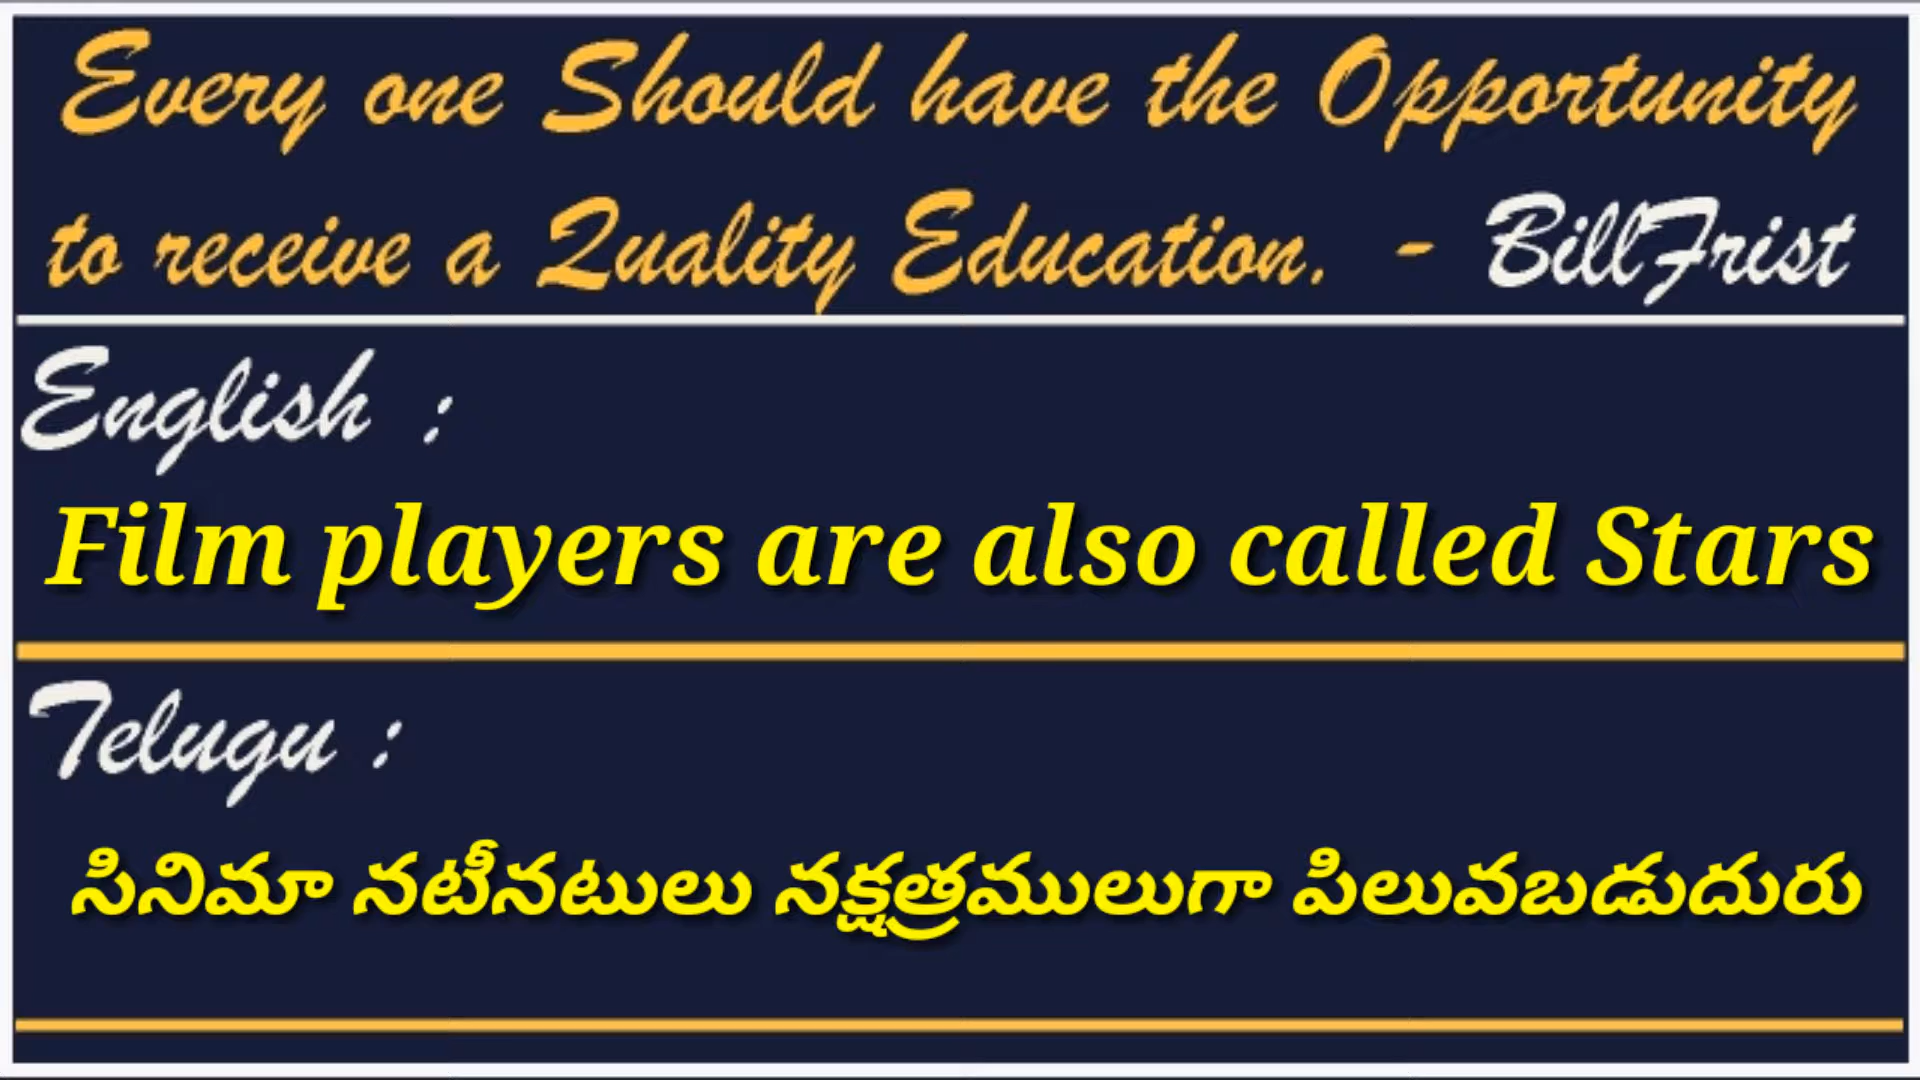 Every one Should have the Opportunity
to receive a Quality Education. - BillFrist
English :
Film players are also called Stars
Telugu :
సినిమా నటీనటులు నక్షత్రములుగా పిలువబడుదురు